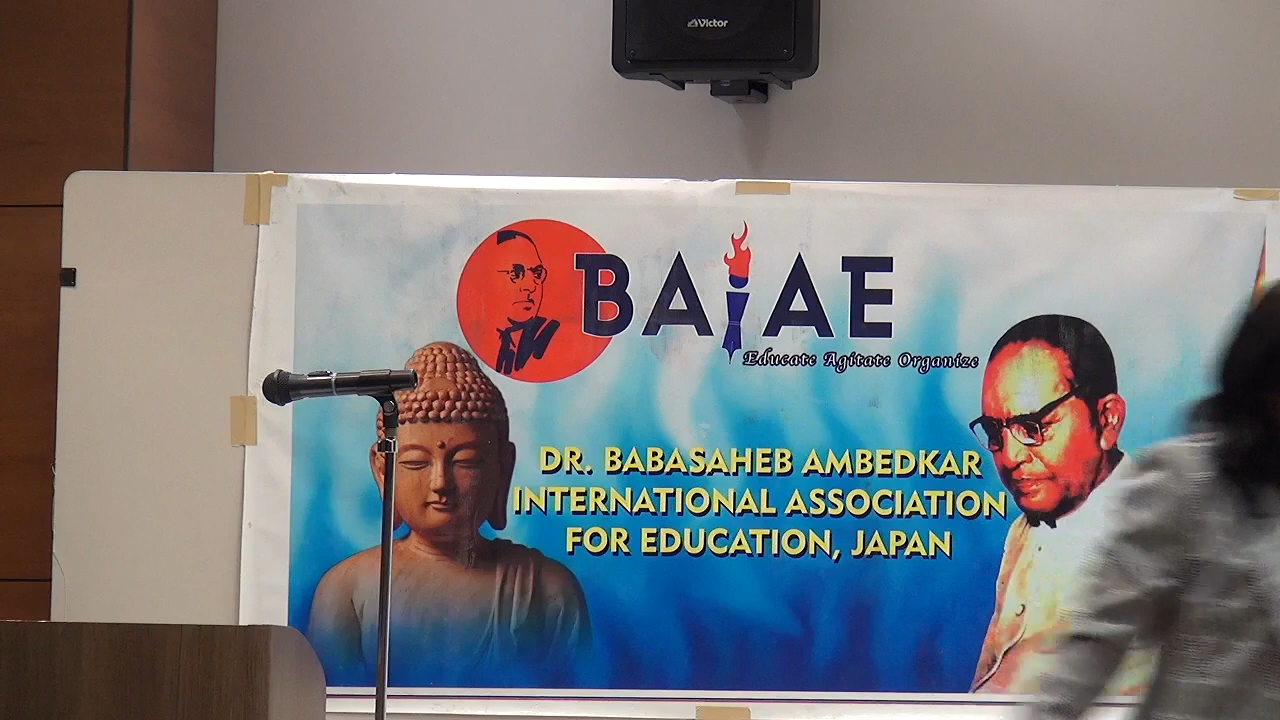 Victor
BAIAE
Educate Agitate Organize
DR. BABASAHEB AMBEDKAR
INTERNATIONAL ASSOCIATION
FOR EDUCATION, JAPAN